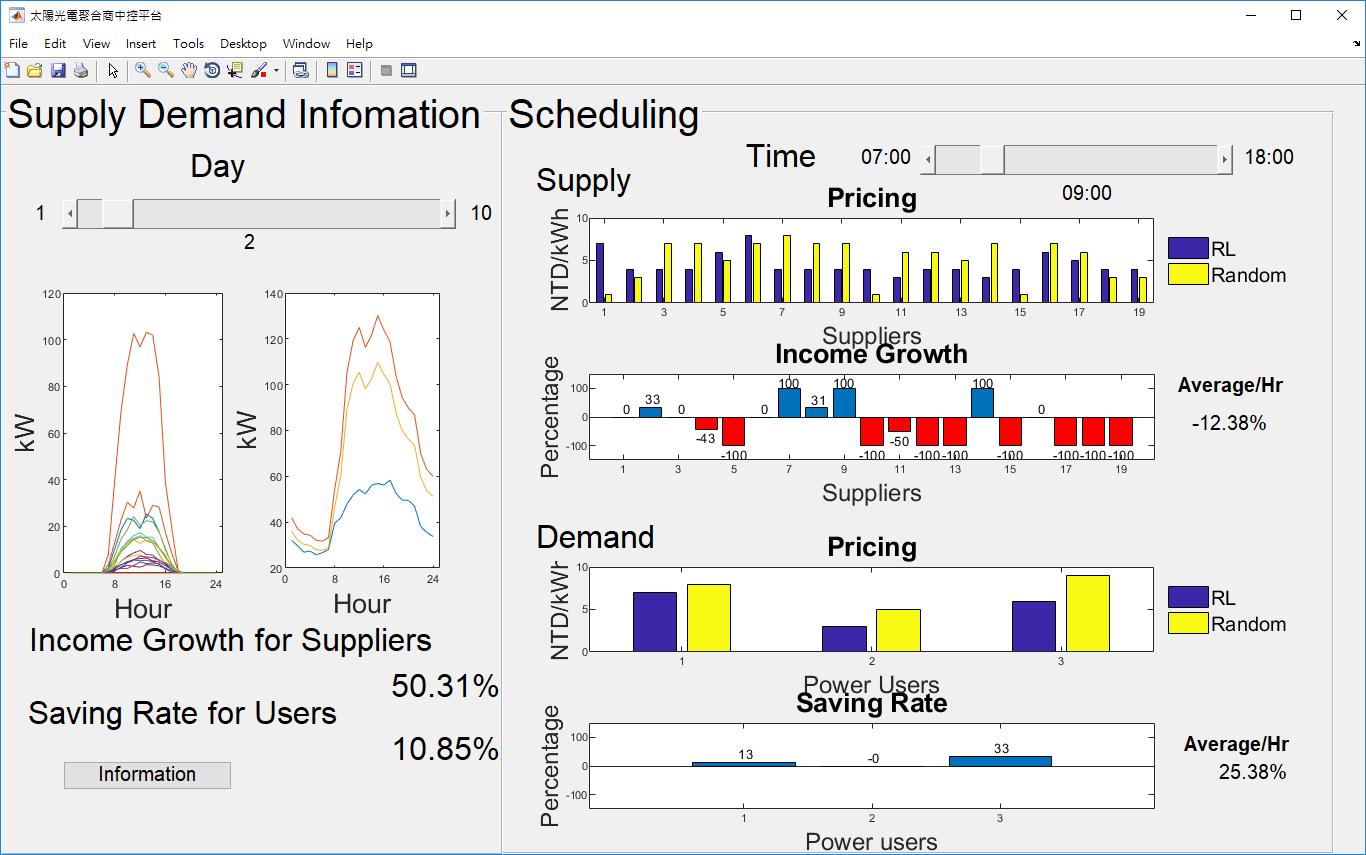 太陽光電聚合商中控平台
File Edit View Insert Tools Desktop Window Help
Supply Demand Infomation
Day
1 10
2
120
100
80
60
40
20
0
kW
0 8 16 24
Hour
140
120
100
80
60
40
20
kW
0 8 16 24
Hour
Income Growth for Suppliers
50.31%
Saving Rate for Users
10.85%
Information
Scheduling
Time 07:00 18:00
09:00
Supply
Pricing
NTD/kWh
10
5
0
1 3 5 7 9 11 13 15 17 19
Suppliers
RL
Random
Income Growth
Percentage
100
0
-100
0 33 0 -43 -100 0 100 31 100 -100 -50 -100 -100 100 -100 0 -100 -100 -100
1 3 5 7 9 11 13 15 17 19
Suppliers
Average/Hr
-12.38%
Demand
Pricing
NTD/kWh
10
5
0
1 2 3
Power Users
RL
Random
Saving Rate
Percentage
100
0
-100
13 -0 33
1 2 3
Power users
Average/Hr
25.38%